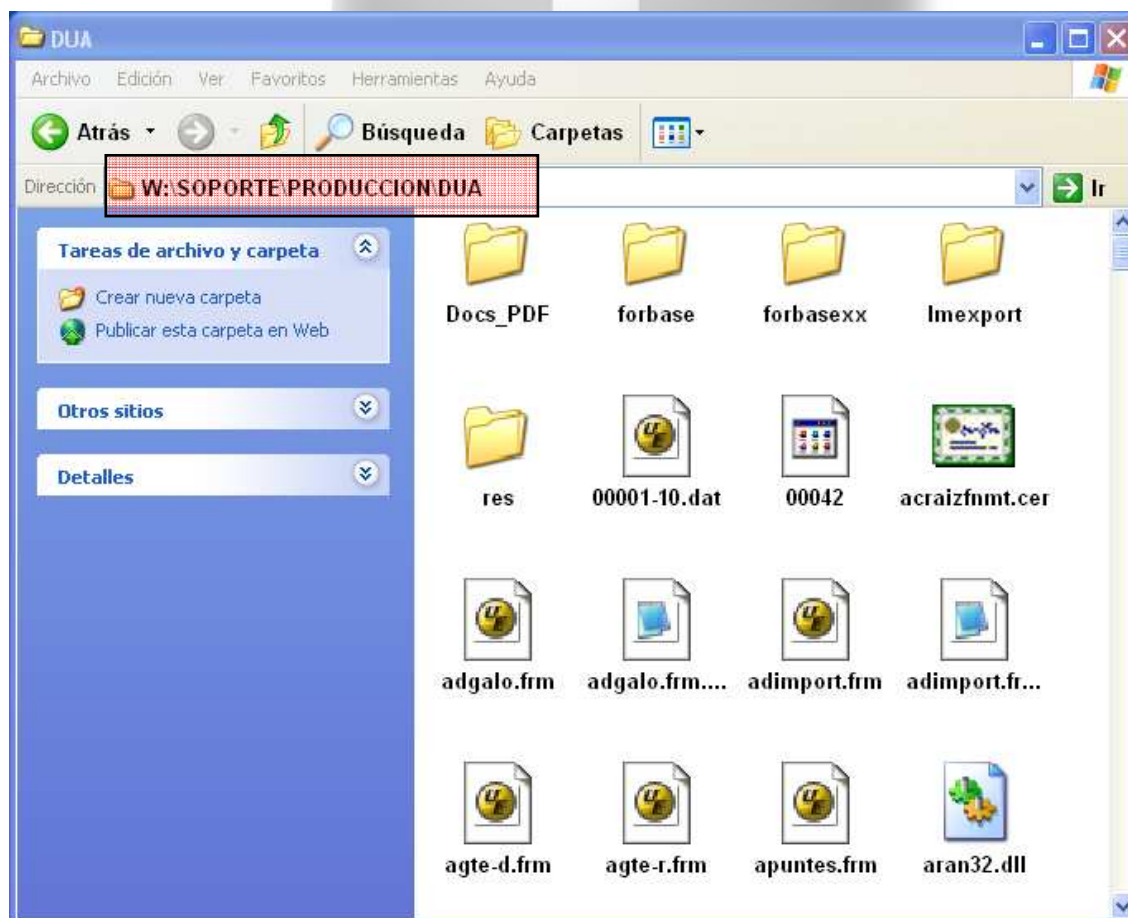 DUA
Archivo Edición Ver Favoritos Herramientas Ayuda
Atrás Búsqueda Carpetas
Dirección W:\SOPORTE\PRODUCCION\DUA Ir
Tareas de archivo y carpeta
Crear nueva carpeta
Publicar esta carpeta en Web
Otros sitios
Detalles
Docs_PDF forbase forbasexx Imexport
res 00001-10.dat 00042 acraizfnmt.cer
adgalo.frm adgalo.frm.... adimport.frm adimport.fr...
agte-d.frm agte-r.frm apuntes.frm aran32.dll